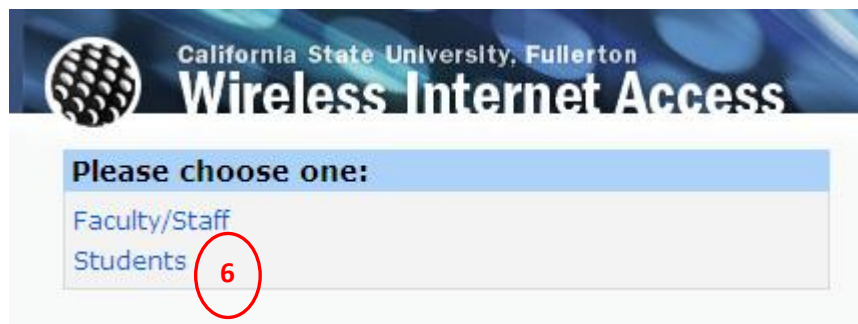 California State University, Fullerton
Wireless Internet Access
Please choose one:
Faculty/Staff
Students
6